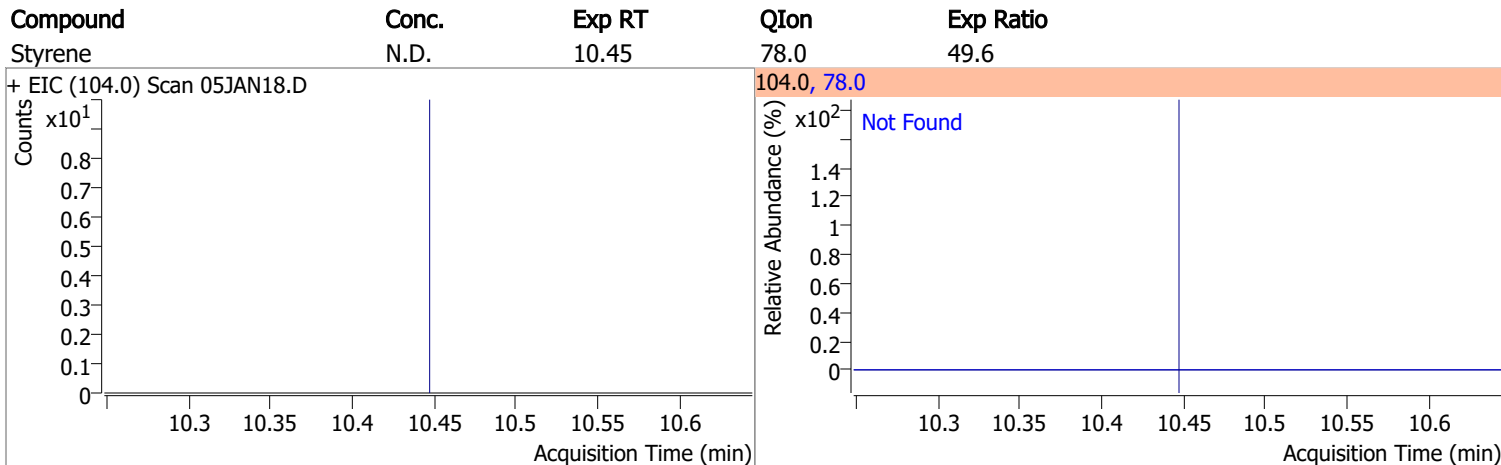 Compound Conc. Exp RT QIon Exp Ratio
Styrene N.D. 10.45 78.0 49.6
+ EIC (104.0) Scan 05JAN18.D
Counts
x10¹
0.8
0.7
0.6
0.5
0.4
0.3
0.2
0.1
0
10.3 10.35 10.4 10.45 10.5 10.55 10.6
Acquisition Time (min)
104.0, 78.0
Relative Abundance (%)
x10²
Not Found
1.4
1.2
1
0.8
0.6
0.4
0.2
0
10.3 10.35 10.4 10.45 10.5 10.55 10.6
Acquisition Time (min)